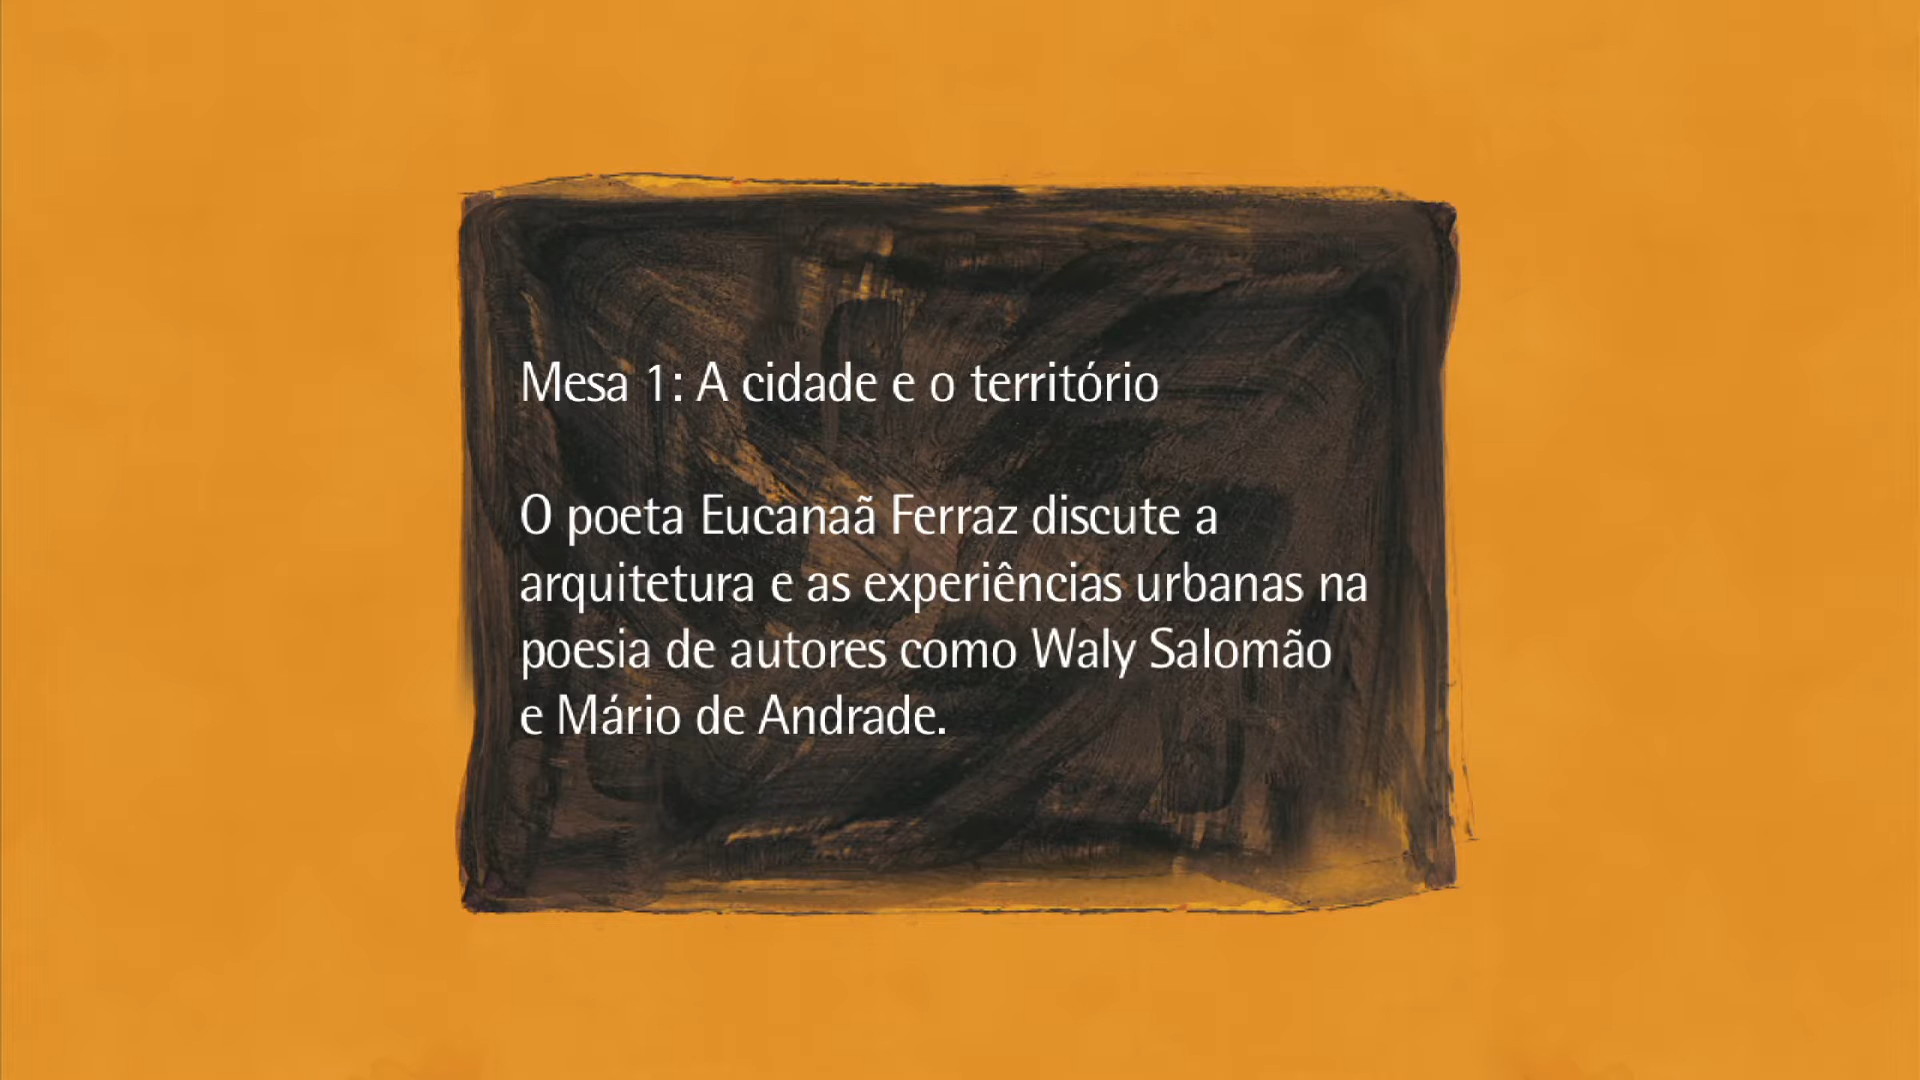 Mesa 1: A cidade e o território
O poeta Eucanaã Ferraz discute a
arquitetura e as experiências urbanas na
poesia de autores como Waly Salomão
e Mário de Andrade.